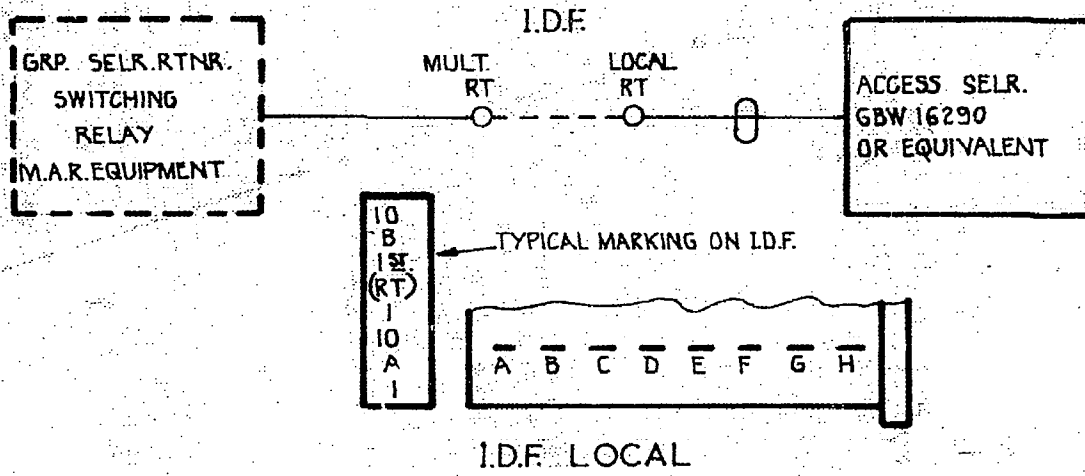 I.D.F.
GRP. SELR. RTNR.
SWITCHING
RELAY
M.A.R. EQUIPMENT
MULT.
RT
LOCAL
RT
ACCESS SELR.
GBW 16290
OR EQUIVALENT
10
B
1ST.
(RT)
1
10
A
1
TYPICAL MARKING ON I.D.F.
A B C D E F G H
I.D.F. LOCAL